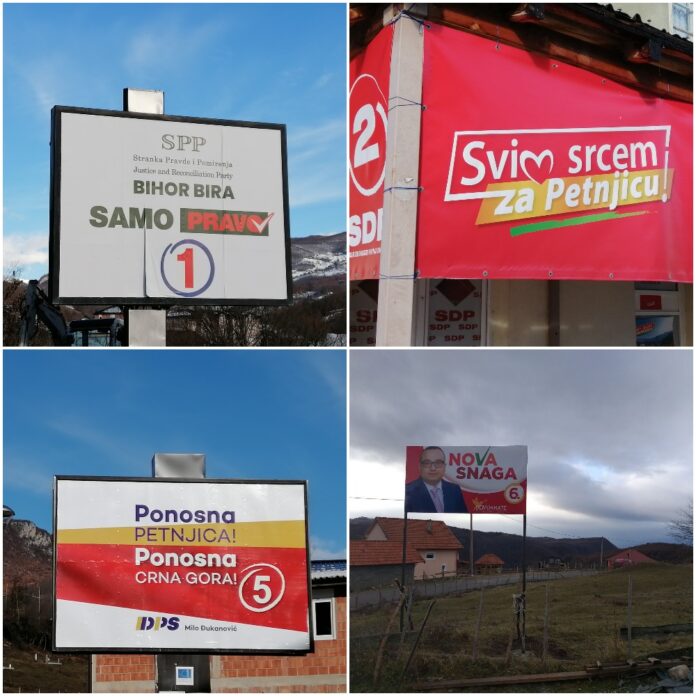 SPP
Stranka Pravde i Pomirenja
Justice and Reconciliation Party
BIHOR BIRA
SAMO PRAVO
1
2
SDP
Svim srcem
za Petnjicu!
SDP SDP
SDP
Ponosna
PETNJICA!
Ponosna
CRNA GORA!
5
DPS Milo Đukanović
NOVA
SNAGA
6.